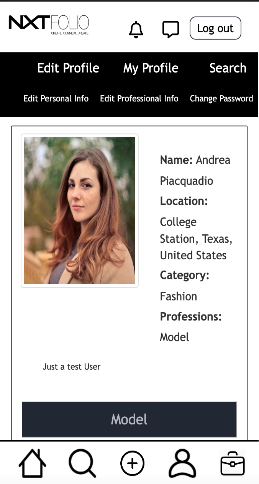 NXTFOLIO
Log out
Edit Profile My Profile Search
Edit Personal Info Edit Professional Info Change Password
Name: Andrea
Piacquadio
Location:
College
Station, Texas,
United States
Category:
Fashion
Professions:
Model
Just a test User
Model